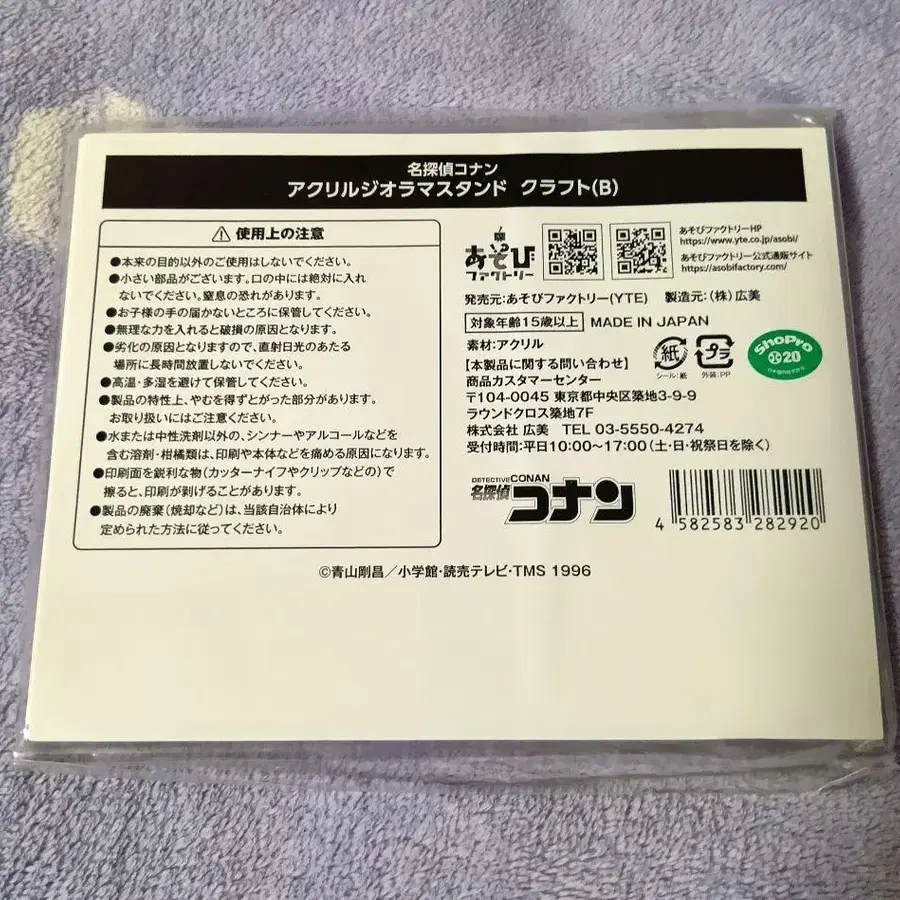 名探偵コナン
アクリルジオラマスタンド クラフト(B)
⚠ 使用上の注意
●本来の目的以外のご使用はしないでください。
●小さい部品がございます。口の中には絶対に入れ
ないでください。窒息の恐れがあります。
●お子様の手の届かないところに保管してください。
●無理な力を入れると破損の原因となります。
●劣化の原因となりますので、直射日光のあたる
場所に長時間放置しないでください。
●高温・多湿を避けて保管してください。
●製品の特性上、やむを得ずとがった部分があります。
お取り扱いにはご注意ください。
●水または中性洗剤以外の、シンナーやアルコールなどを
含む溶剤・柑橘類は、印刷や本体などを痛める原因になります。
●印刷面を鋭利な物(カッターナイフやクリップなどの)で
擦ると、印刷が剥げることがあります。
●製品の廃棄(焼却など)は、当該自治体により
定められた方法に従ってください。
あそび
ファクトリー
あそびファクトリーHP
https://www.yte.co.jp/asobi/
あそびファクトリー公式通販サイト
https://asobifactory.com/
発売元:あそびファクトリー(YTE) 製造元:(株)広美
対象年齢15歳以上 MADE IN JAPAN
素材:アクリル
【本製品に関する問い合わせ】
商品カスタマーセンター
〒104-0045 東京都中央区築地3-9-9
ラウンドクロス築地7F
株式会社 広美 TEL 03-5550-4274
受付時間:平日10:00〜17:00(土・日・祝祭日を除く)
紙
シール:紙
プラ
外装:PP
ShoPro
20
DETECTIVE CONAN
名探偵
コナン
4 582583 282920
©青山剛昌/小学館・読売テレビ・TMS 1996